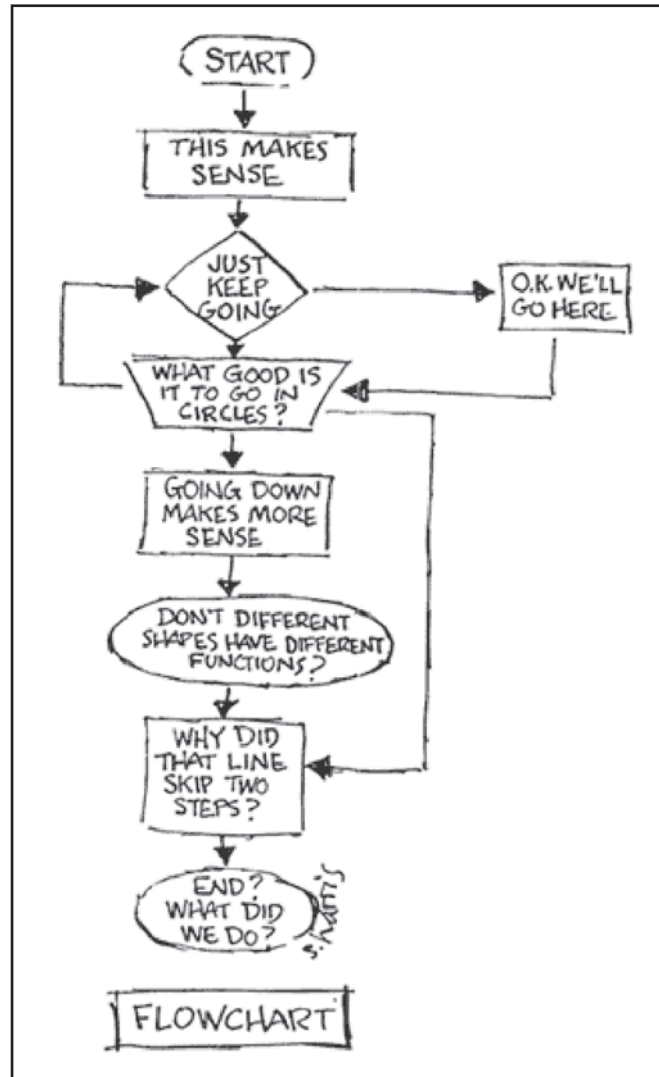 START
THIS MAKES
SENSE
JUST
KEEP
GOING
O.K. WE'LL
GO HERE
WHAT GOOD IS
IT TO GO IN
CIRCLES?
GOING DOWN
MAKES MORE
SENSE
DON'T DIFFERENT
SHAPES HAVE DIFFERENT
FUNCTIONS?
WHY DID
THAT LINE
SKIP TWO
STEPS?
END?
WHAT DID
WE DO?
s. harris
FLOWCHART